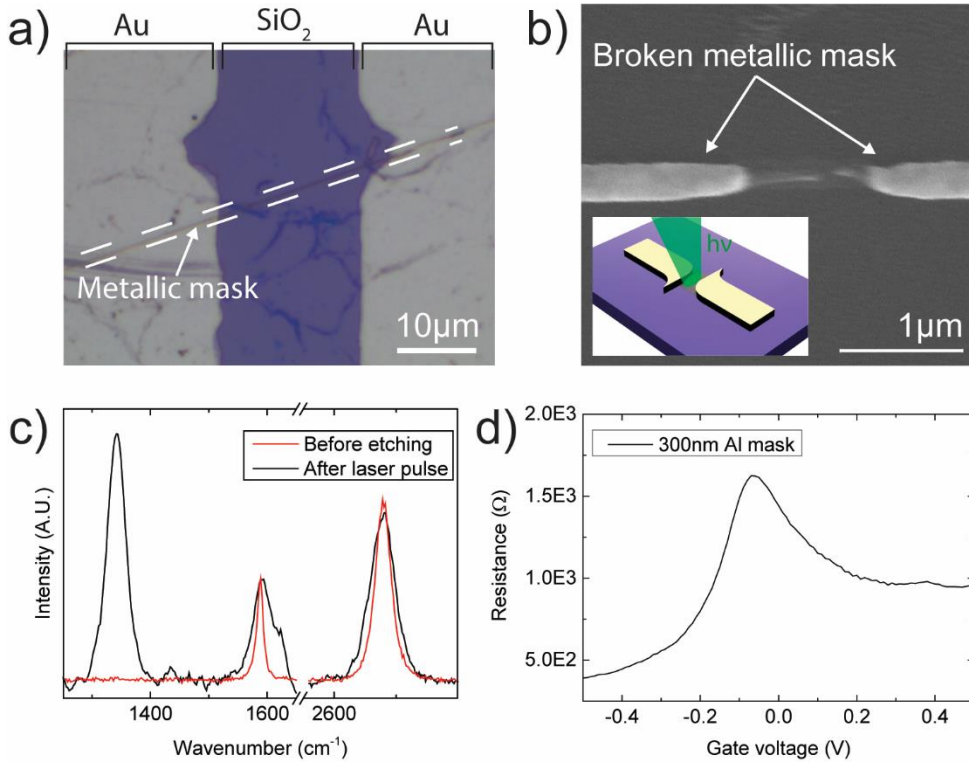 a)
Au
SiO₂
Au
Metallic mask
10μm
b)
Broken metallic mask
hν
1μm
c)
Before etching
After laser pulse
Intensity (A.U.)
1400
1600
2600
Wavenumber (cm⁻¹)
d)
300nm Al mask
2.0E3
1.5E3
1.0E3
5.0E2
Resistance (Ω)
-0.4
-0.2
0.0
0.2
0.4
Gate voltage (V)